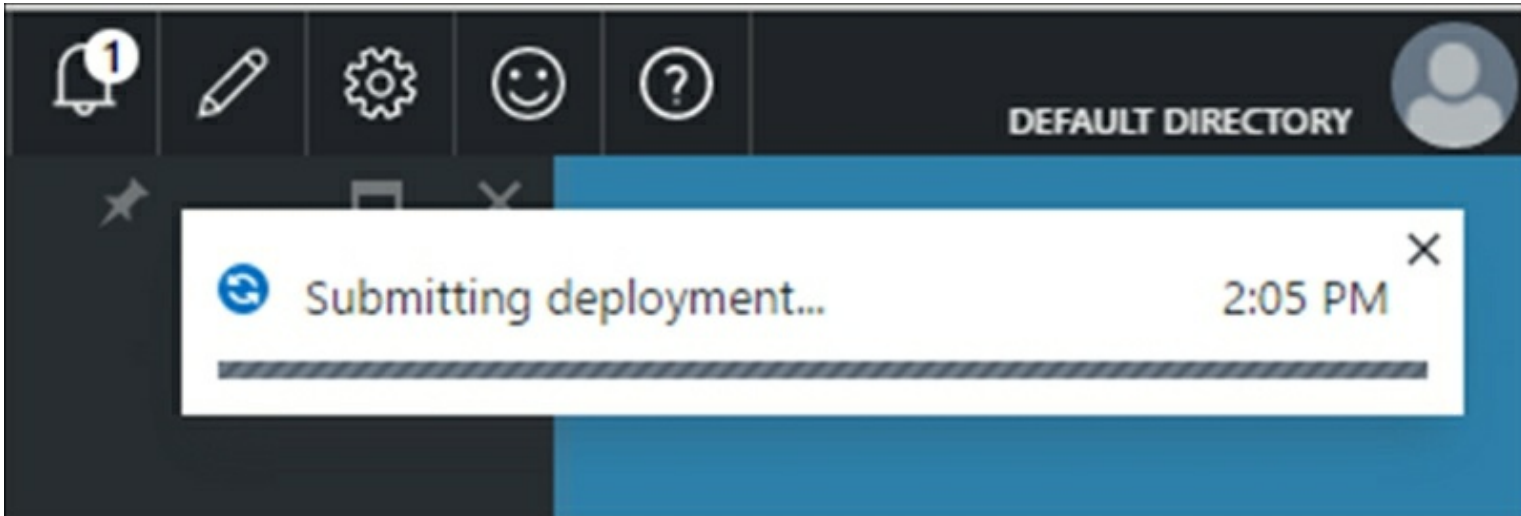 1
?
DEFAULT DIRECTORY
Submitting deployment... 2:05 PM